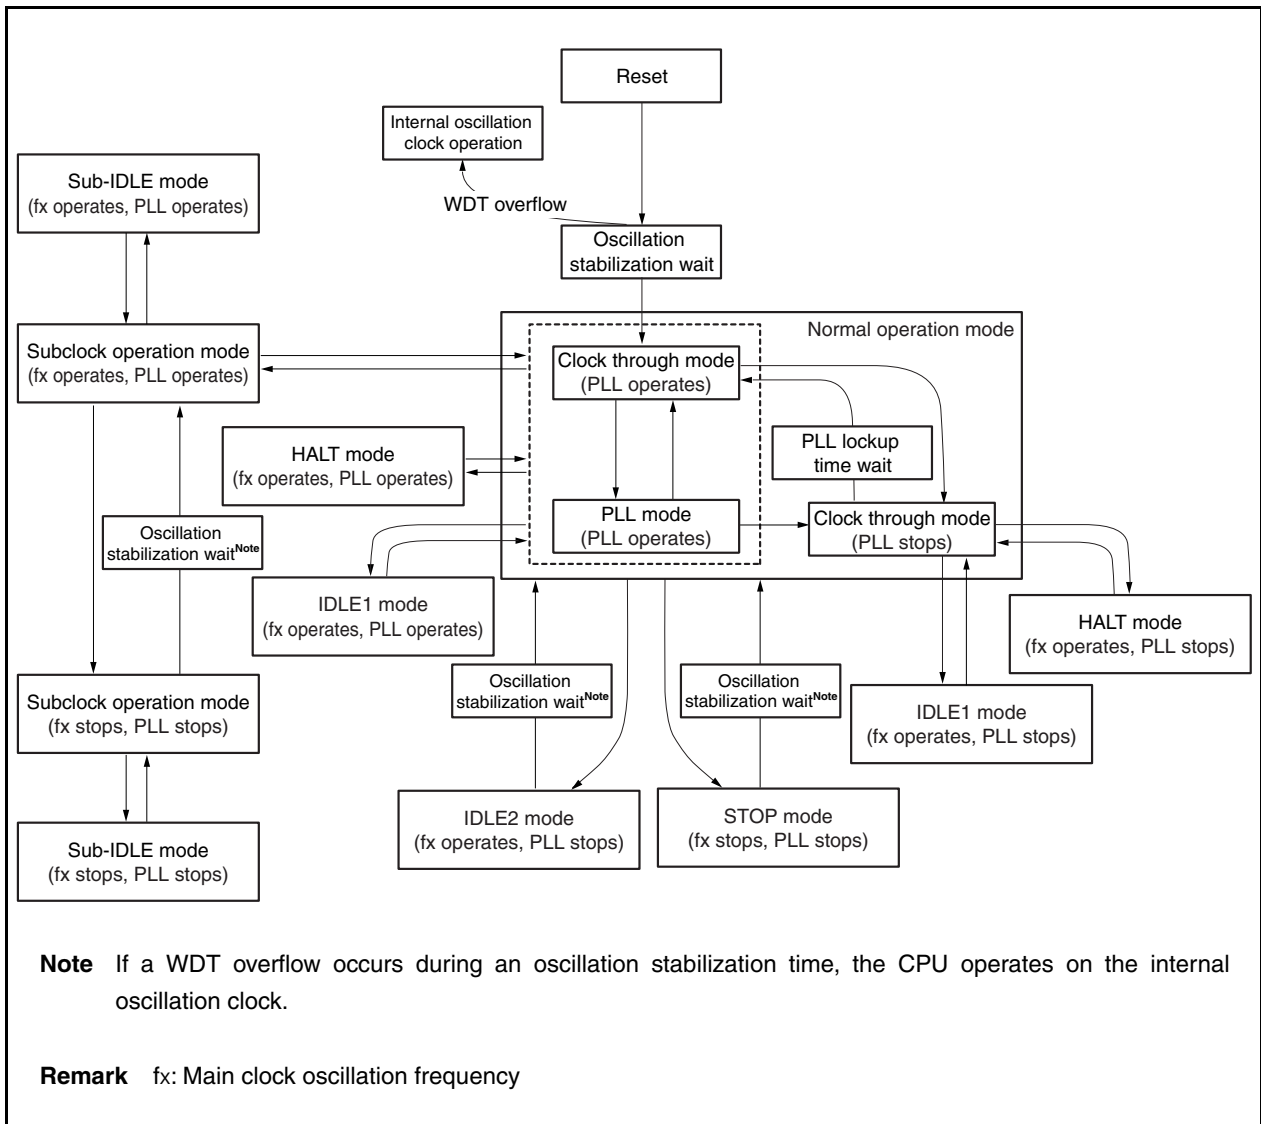 Reset
Internal oscillation
clock operation
WDT overflow
Sub-IDLE mode
(fx operates, PLL operates)
Oscillation
stabilization wait
Normal operation mode
Subclock operation mode
(fx operates, PLL operates)
Clock through mode
(PLL operates)
HALT mode
(fx operates, PLL operates)
PLL lockup
time wait
PLL mode
(PLL operates)
Clock through mode
(PLL stops)
Oscillation
stabilization waitNote
IDLE1 mode
(fx operates, PLL operates)
HALT mode
(fx operates, PLL stops)
Subclock operation mode
(fx stops, PLL stops)
Oscillation
stabilization waitNote
Oscillation
stabilization waitNote
IDLE1 mode
(fx operates, PLL stops)
IDLE2 mode
(fx operates, PLL stops)
STOP mode
(fx stops, PLL stops)
Sub-IDLE mode
(fx stops, PLL stops)
Note If a WDT overflow occurs during an oscillation stabilization time, the CPU operates on the internal
oscillation clock.
Remark fx: Main clock oscillation frequency